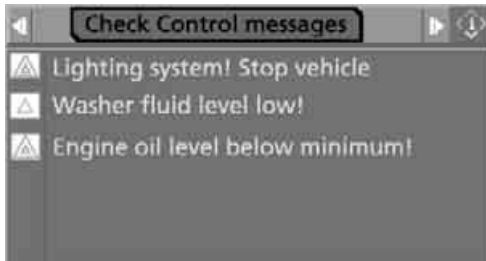 Check Control messages
Lighting system! Stop vehicle
Washer fluid level low!
Engine oil level below minimum!